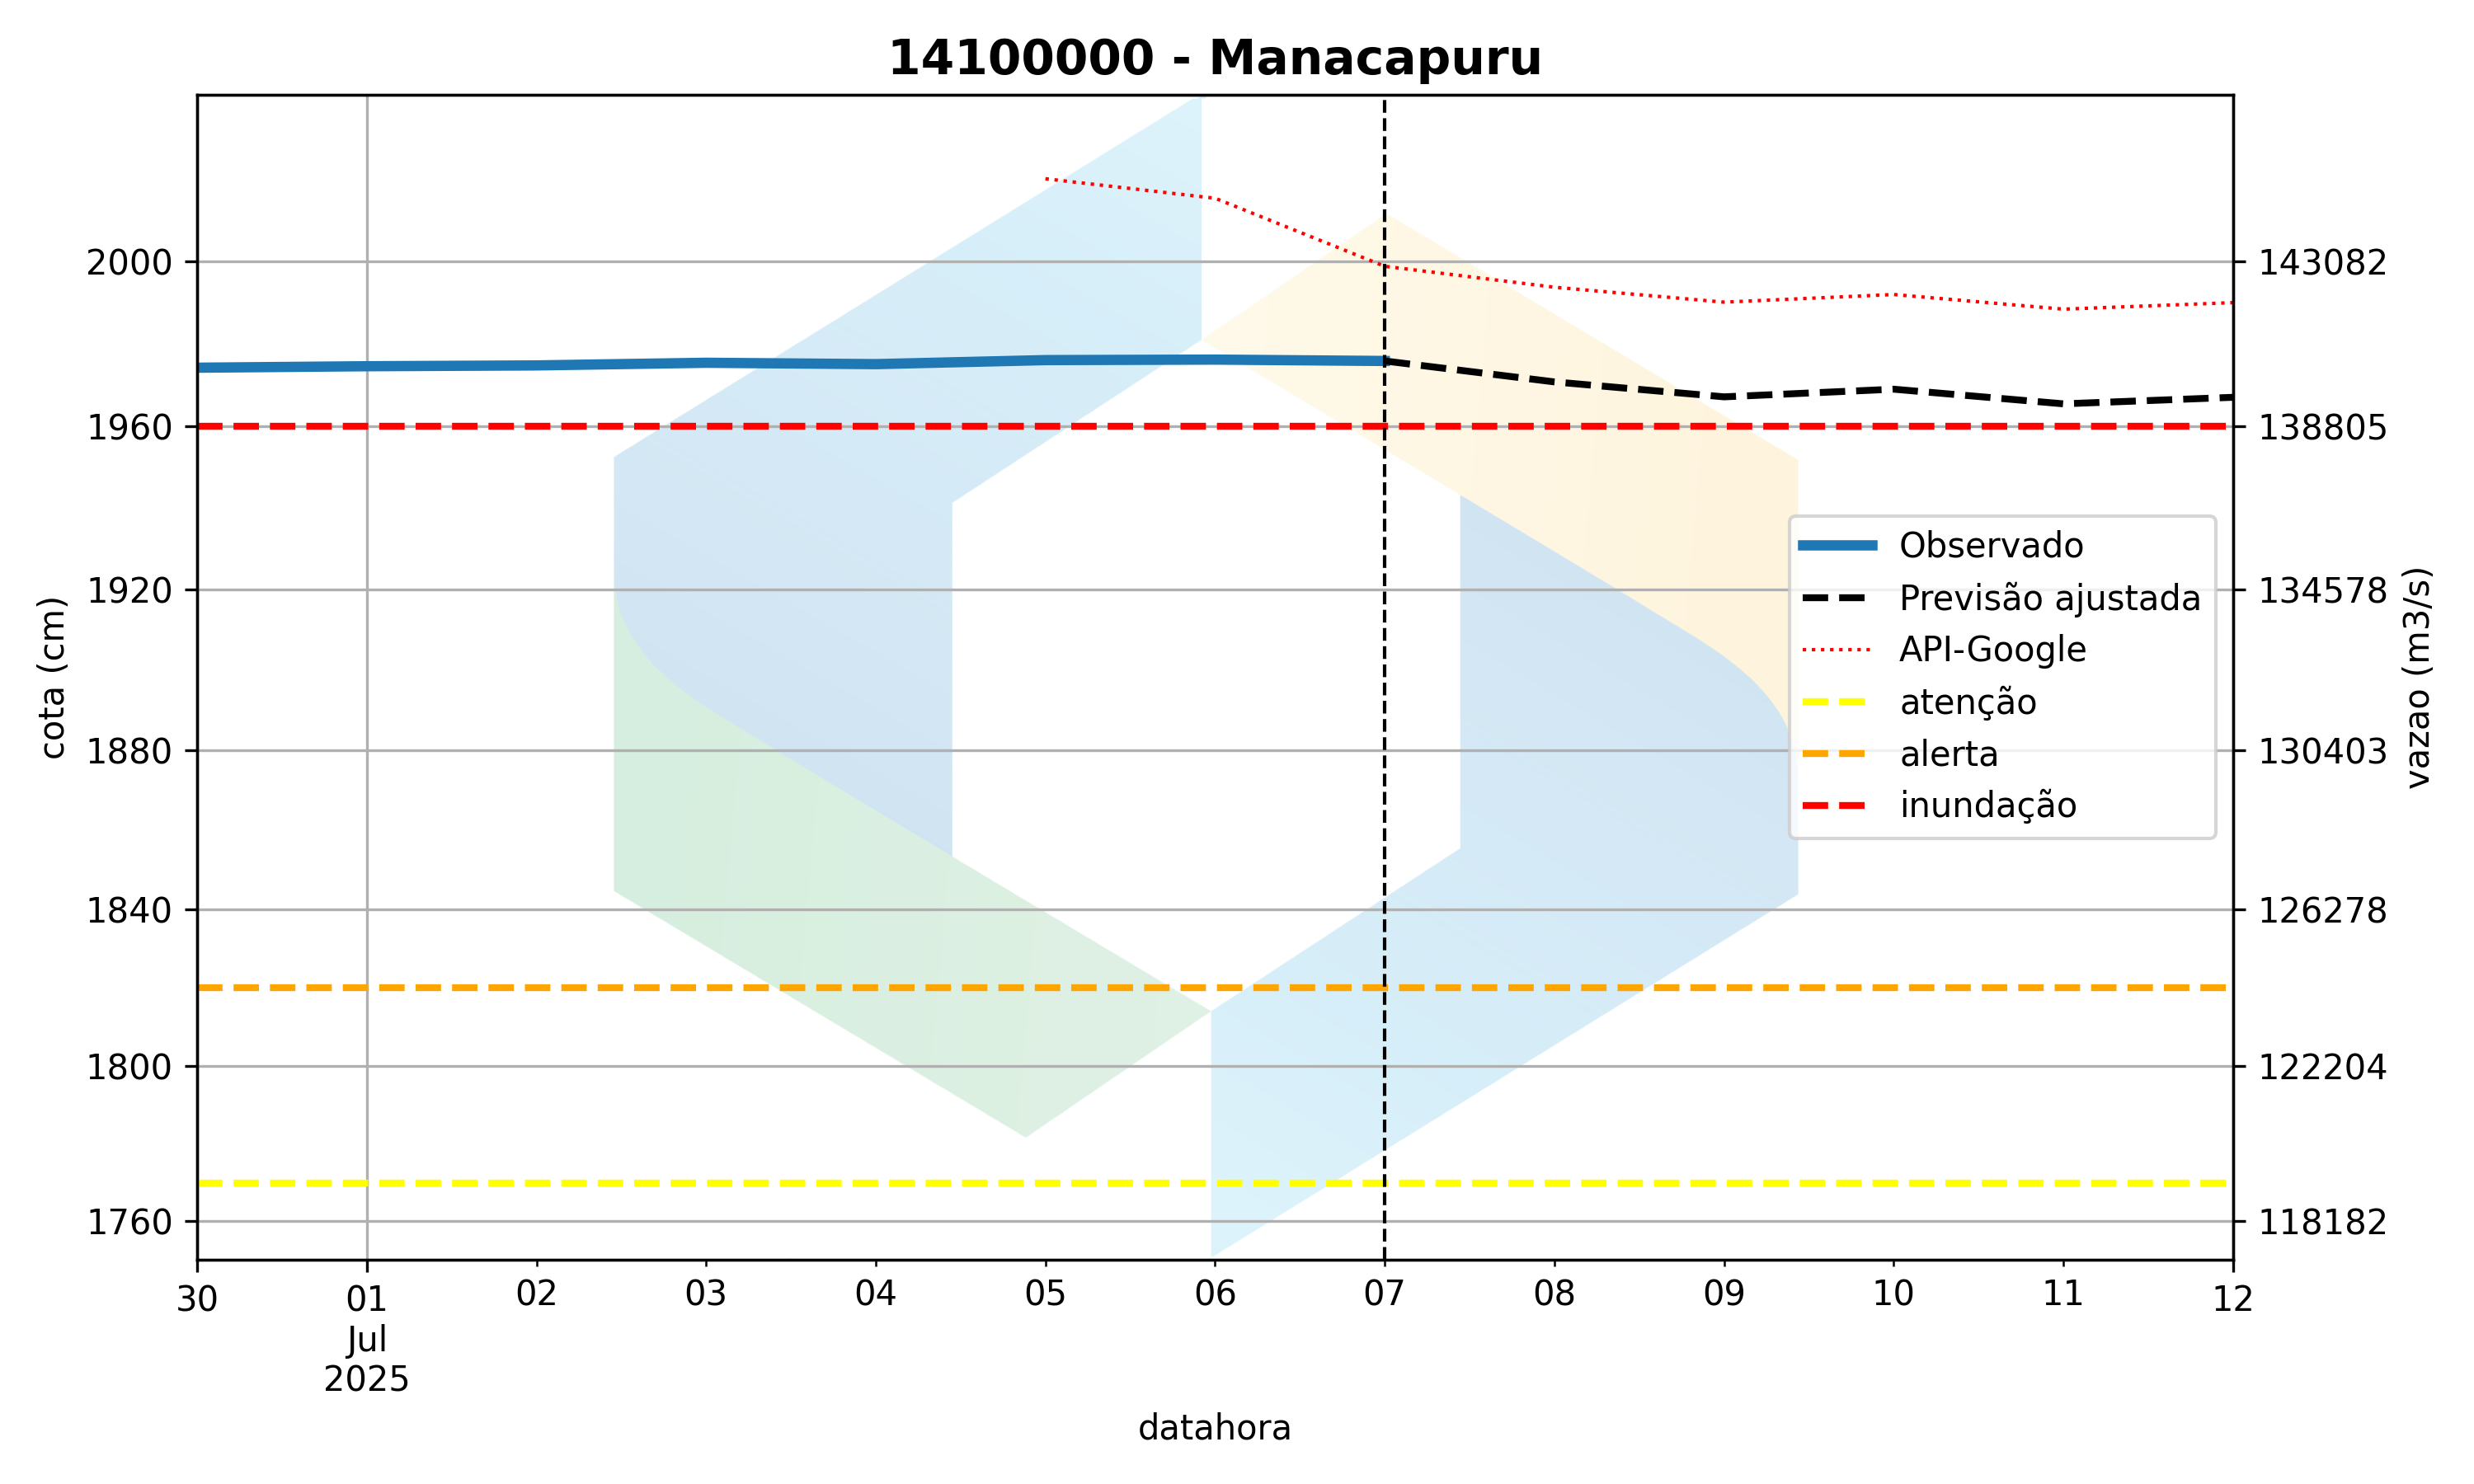 14100000 - Manacapuru
2000
1960
1920
1880
1840
1800
1760
cota (cm)
143082
138805
134578
130403
126278
122204
118182
vazao (m3/s)
Observado
Previsão ajustada
API-Google
atenção
alerta
inundação
30 01 02 03 04 05 06 07 08 09 10 11 12
Jul
2025
datahora